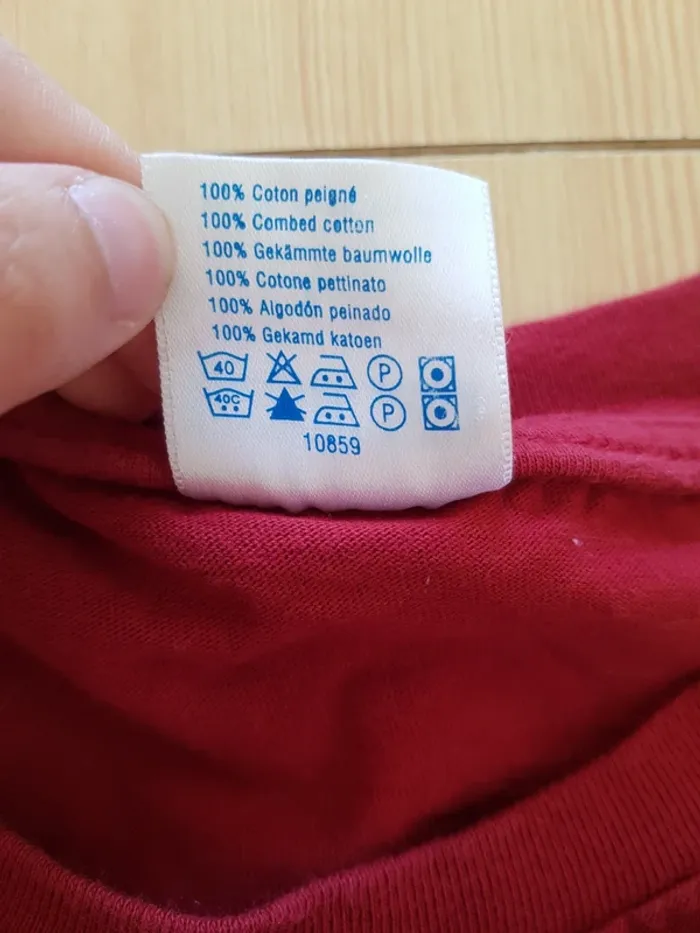 100% Coton peigné
100% Combed cotton
100% Gekämmte baumwolle
100% Cotone pettinato
100% Algodón peinado
100% Gekamd katoen
40 P
40C P
10859